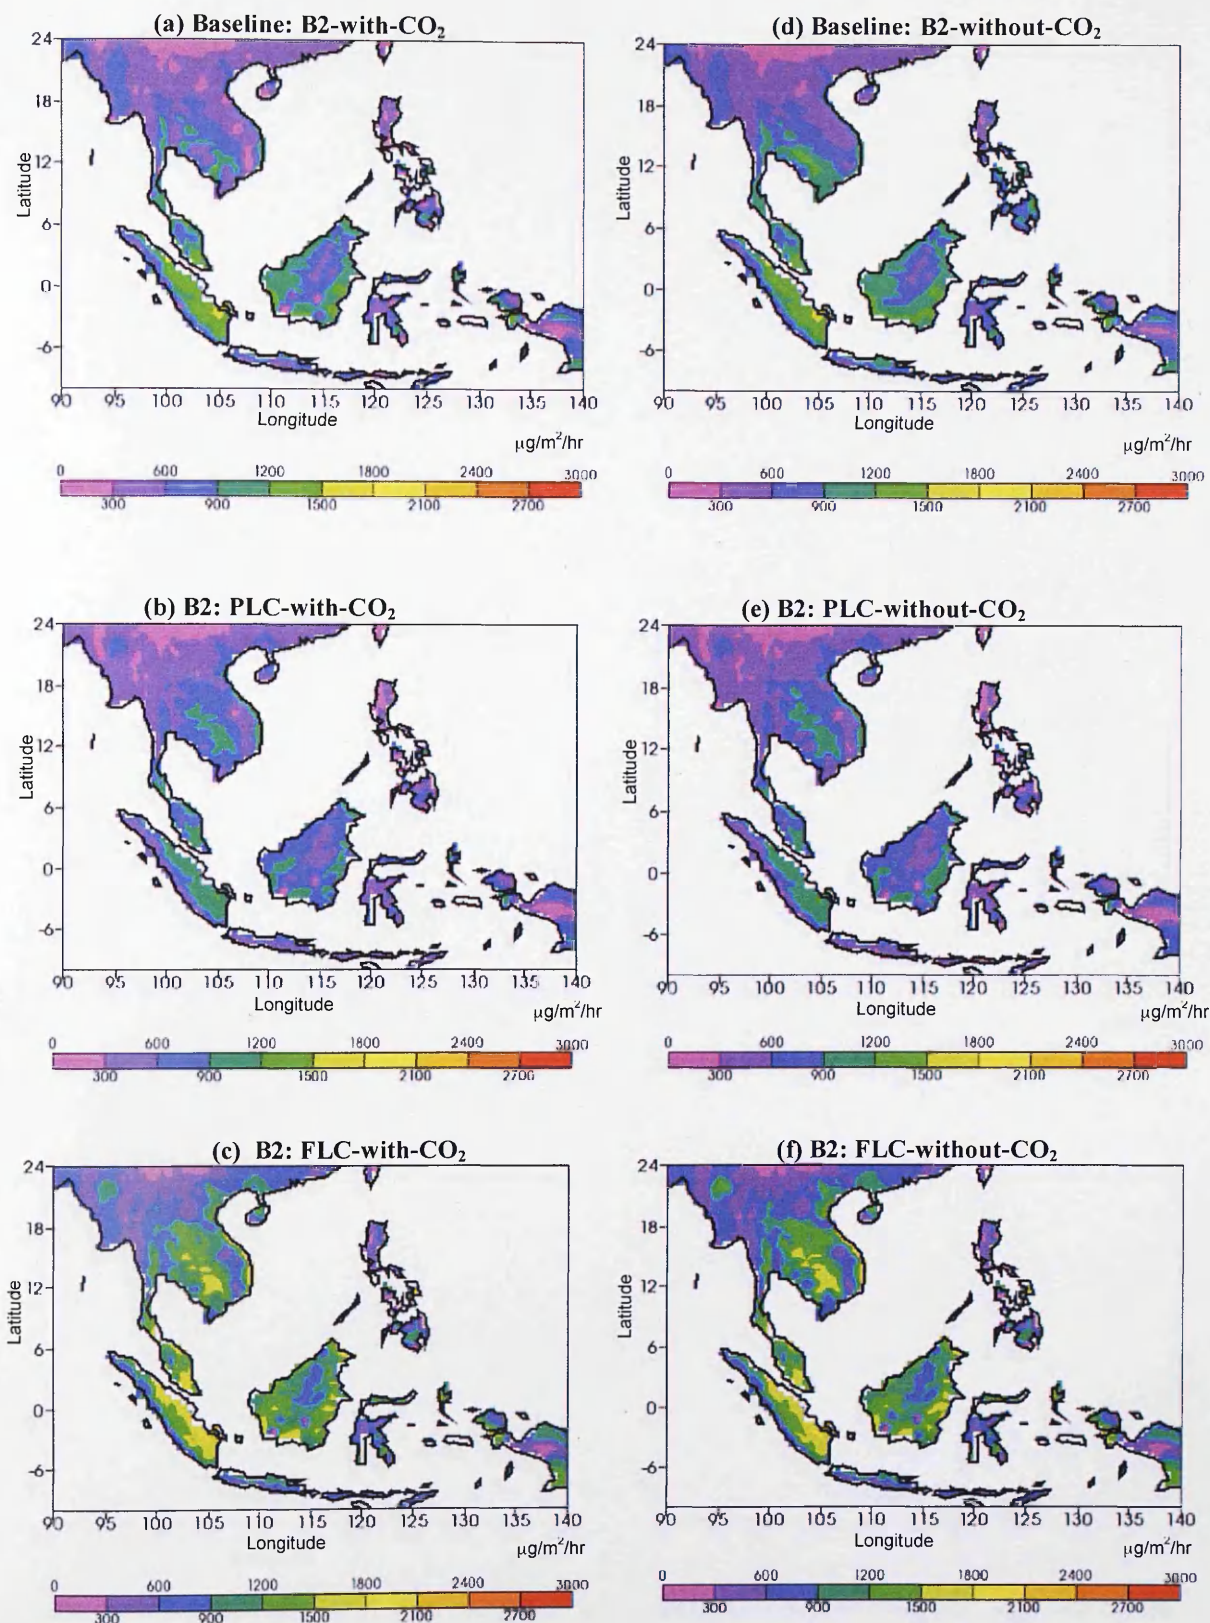 (a) Baseline: B2-with-CO₂
24
18
12
6
0
-6
Latitude
90 95 100 105 110 115 120 125 130 135 140
Longitude
μg/m²/hr
0 600 1200 1800 2400 3000
300 900 1500 2100 2700
(d) Baseline: B2-without-CO₂
24
18
12
6
0
-6
Latitude
90 95 100 105 110 115 120 125 130 135 140
Longitude
μg/m²/hr
0 600 1200 1800 2400 3000
300 900 1500 2100 2700
(b) B2: PLC-with-CO₂
24
18
12
6
0
-6
Latitude
90 95 100 105 110 115 120 125 130 135 140
Longitude
μg/m²/hr
0 600 1200 1800 2400 3000
300 900 1500 2100 2700
(e) B2: PLC-without-CO₂
24
18
12
6
0
-6
Latitude
90 95 100 105 110 115 120 125 130 135 140
Longitude
μg/m²/hr
0 600 1200 1800 2400 3000
300 900 1500 2100 2700
(c) B2: FLC-with-CO₂
24
18
12
6
0
-6
Latitude
90 95 100 105 110 115 120 125 130 135 140
Longitude
μg/m²/hr
0 600 1200 1800 2400 3000
300 900 1500 2100 2700
(f) B2: FLC-without-CO₂
24
18
12
6
0
-6
Latitude
90 95 100 105 110 115 120 125 130 135 140
Longitude
μg/m²/hr
0 600 1200 1800 2400 3000
300 900 1500 2100 2700